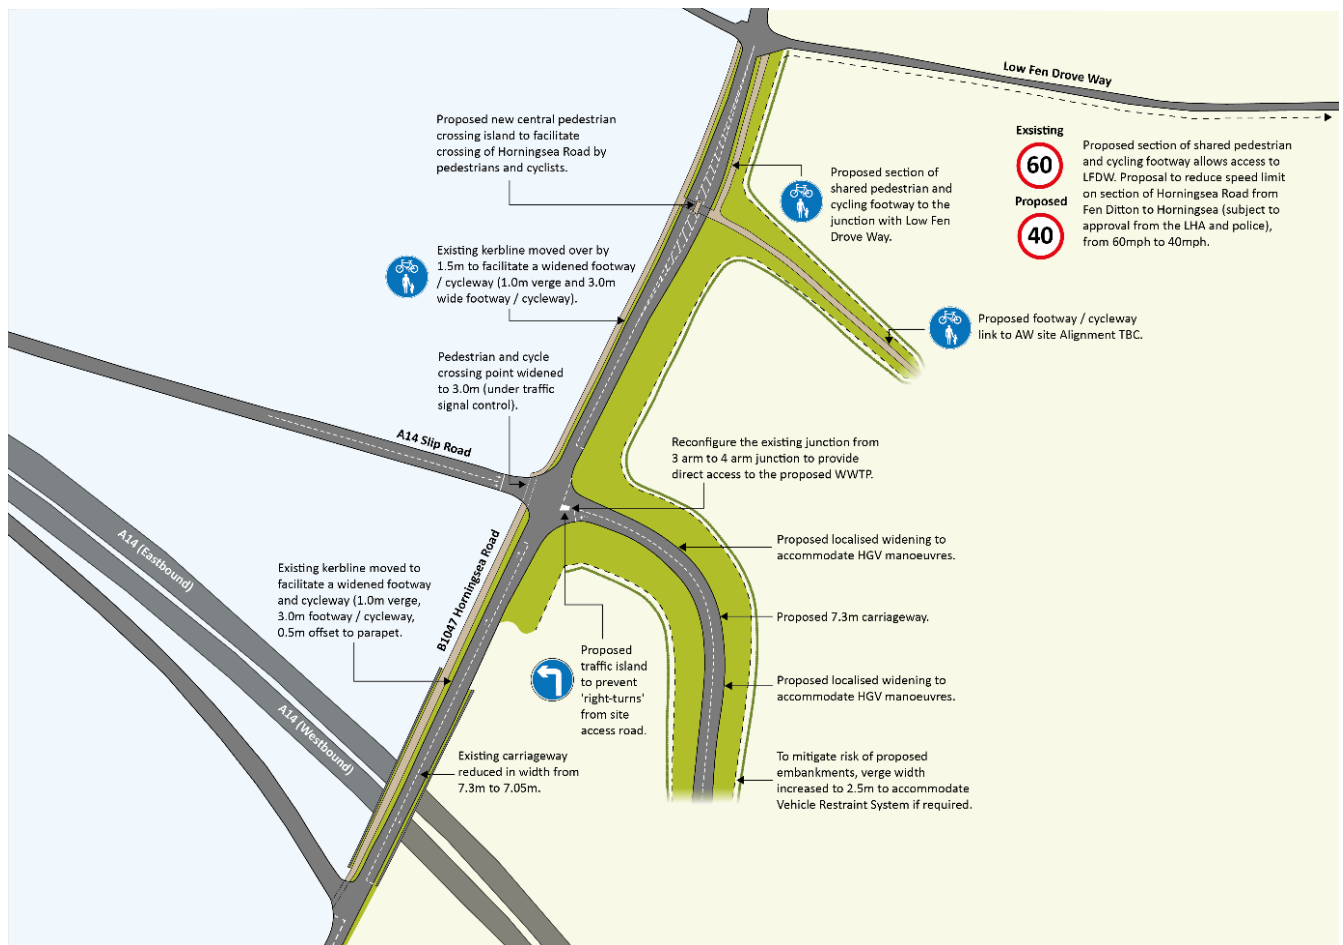 Low Fen Drove Way
Proposed new central pedestrian
crossing island to facilitate
crossing of Horningsea Road by
pedestrians and cyclists.
Exsisting
60
Proposed
40
Proposed section of shared pedestrian
and cycling footway allows access to
LFDW. Proposal to reduce speed limit
on section of Horningsea Road from
Fen Ditton to Horningsea (subject to
approval from the LHA and police),
from 60mph to 40mph.
Proposed section of
shared pedestrian and
cycling footway to the
junction with Low Fen
Drove Way.
Existing kerbline moved over by
1.5m to facilitate a widened footway
/ cycleway (1.0m verge and 3.0m
wide footway / cycleway).
Proposed footway / cycleway
link to AW site Alignment TBC.
Pedestrian and cycle
crossing point widened
to 3.0m (under traffic
signal control).
A14 Slip Road
Reconfigure the existing junction from
3 arm to 4 arm junction to provide
direct access to the proposed WWTP.
A14 (Eastbound)
A14 (Westbound)
B1047 Horningsea Road
Existing kerbline moved to
facilitate a widened footway
and cycleway (1.0m verge,
3.0m footway / cycleway,
0.5m offset to parapet.
Proposed localised widening to
accommodate HGV manoeuvres.
Proposed 7.3m carriageway.
Proposed
traffic island
to prevent
'right-turns'
from site
access road.
Proposed localised widening to
accommodate HGV manoeuvres.
Existing carriageway
reduced in width from
7.3m to 7.05m.
To mitigate risk of proposed
embankments, verge width
increased to 2.5m to accommodate
Vehicle Restraint System if required.